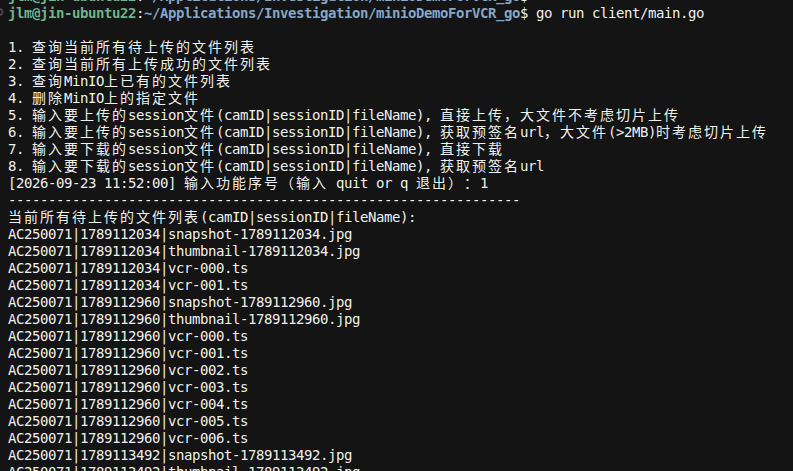 jlm@jin-ubuntu22:~/Applications/Investigation/minioDemoForVCR_go$ go run client/main.go
1. 查询当前所有待上传的文件列表
2. 查询当前所有上传成功的文件列表
3. 查询MinIO上已有的文件列表
4. 删除MinIO上的指定文件
5. 输入要上传的session文件(camID|sessionID|fileName), 直接上传，大文件不考虑切片上传
6. 输入要上传的session文件(camID|sessionID|fileName), 获取预签名url，大文件(>2MB)时考虑切片上传
7. 输入要下载的session文件(camID|sessionID|fileName), 直接下载
8. 输入要下载的session文件(camID|sessionID|fileName), 获取预签名url
[2026-09-23 11:52:00] 输入功能序号（输入 quit or q 退出）：1
----------------------------------------------------------------
当前所有待上传的文件列表(camID|sessionID|fileName):
AC250071|1789112034|snapshot-1789112034.jpg
AC250071|1789112034|thumbnail-1789112034.jpg
AC250071|1789112034|vcr-000.ts
AC250071|1789112034|vcr-001.ts
AC250071|1789112960|snapshot-1789112960.jpg
AC250071|1789112960|thumbnail-1789112960.jpg
AC250071|1789112960|vcr-000.ts
AC250071|1789112960|vcr-001.ts
AC250071|1789112960|vcr-002.ts
AC250071|1789112960|vcr-003.ts
AC250071|1789112960|vcr-004.ts
AC250071|1789112960|vcr-005.ts
AC250071|1789112960|vcr-006.ts
AC250071|1789113492|snapshot-1789113492.jpg